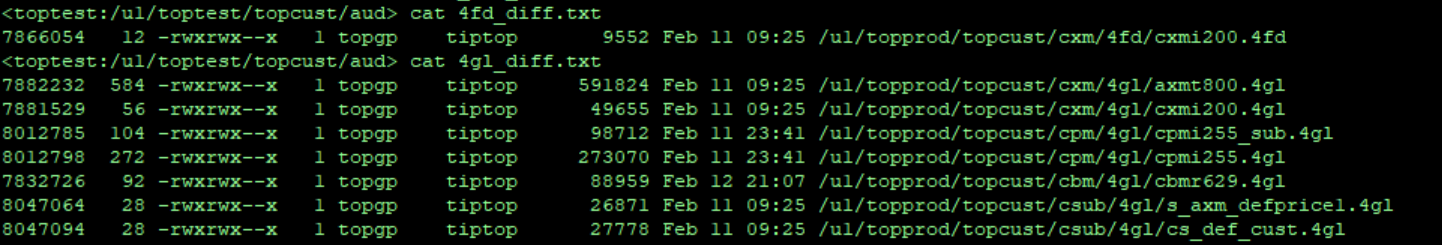 <toptest:/u1/toptest/topcust/aud> cat 4fd_diff.txt
7866054   12 -rwxrwx--x   1 topgp    tiptop       9552 Feb 11 09:25 /u1/topprod/topcust/cxm/4fd/cxmi200.4fd
<toptest:/u1/toptest/topcust/aud> cat 4gl_diff.txt
7882232  584 -rwxrwx--x   1 topgp    tiptop     591824 Feb 11 09:25 /u1/topprod/topcust/cxm/4gl/axmt800.4gl
7881529   56 -rwxrwx--x   1 topgp    tiptop      49655 Feb 11 09:25 /u1/topprod/topcust/cxm/4gl/cxmi200.4gl
8012785  104 -rwxrwx--x   1 topgp    tiptop      98712 Feb 11 23:41 /u1/topprod/topcust/cpm/4gl/cpmi255_sub.4gl
8012798  272 -rwxrwx--x   1 topgp    tiptop     273070 Feb 11 23:41 /u1/topprod/topcust/cpm/4gl/cpmi255.4gl
7832726   92 -rwxrwx--x   1 topgp    tiptop      88959 Feb 12 21:07 /u1/topprod/topcust/cbm/4gl/cbmr629.4gl
8047064   28 -rwxrwx--x   1 topgp    tiptop      26871 Feb 11 09:25 /u1/topprod/topcust/csub/4gl/s_axm_defprice1.4gl
8047094   28 -rwxrwx--x   1 topgp    tiptop      27778 Feb 11 09:25 /u1/topprod/topcust/csub/4gl/cs_def_cust.4gl